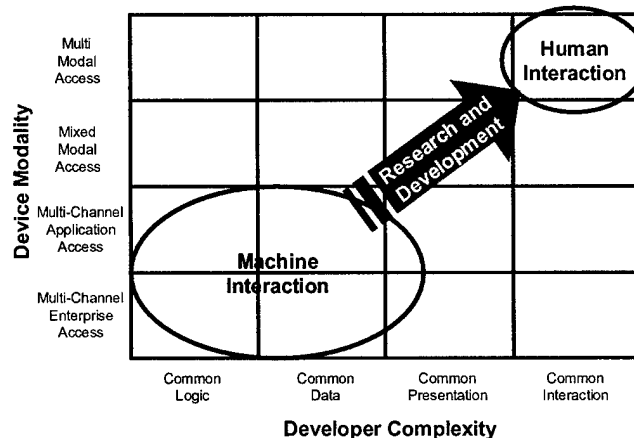 Multi
Modal
Access
Mixed
Modal
Access
Multi-Channel
Application
Access
Multi-Channel
Enterprise
Access
Device Modality
Human
Interaction
Research and
Development
Machine
Interaction
Common
Logic
Common
Data
Common
Presentation
Common
Interaction
Developer Complexity